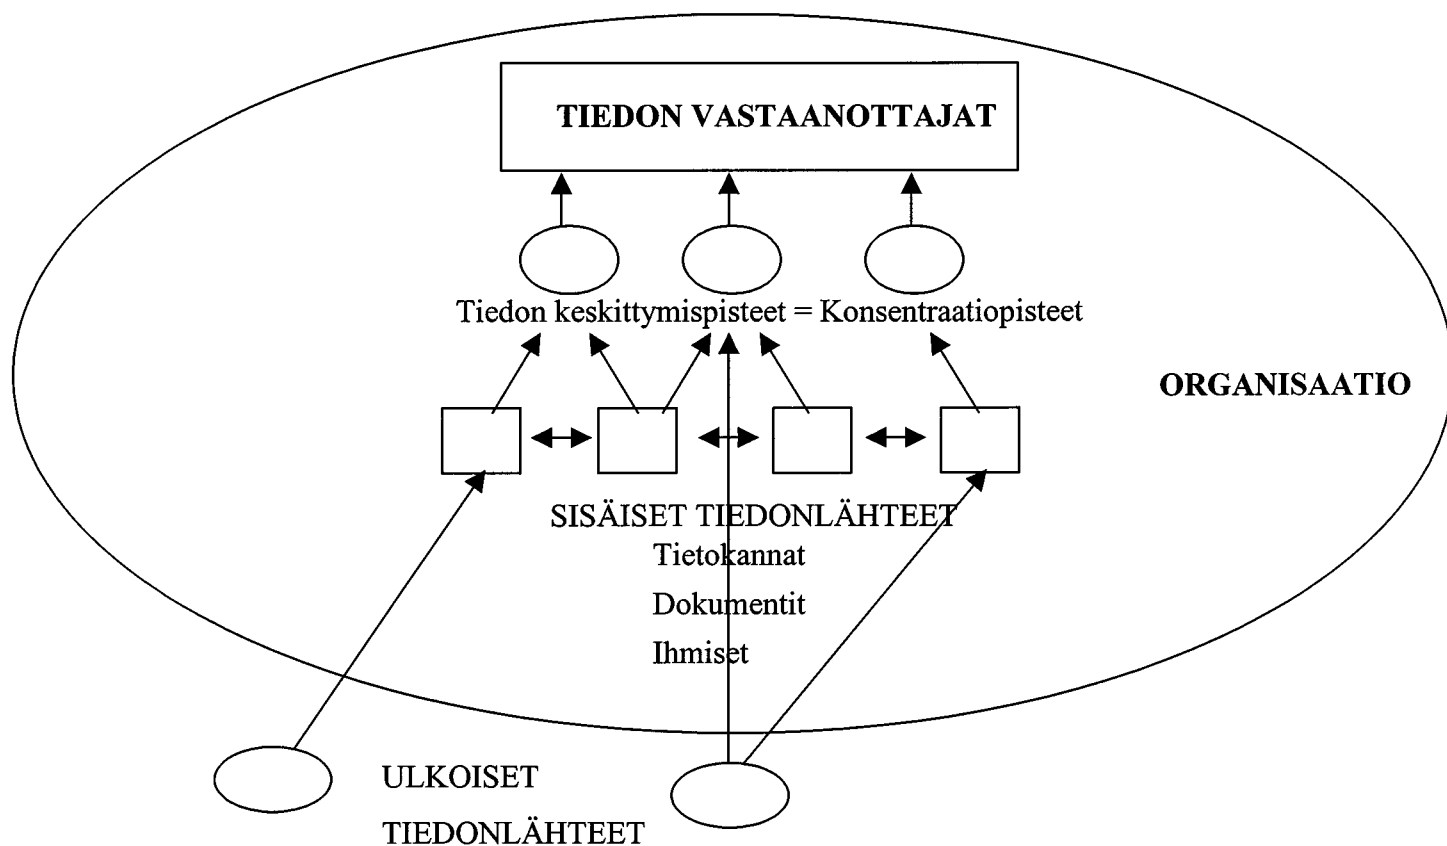 TIEDON VASTAANOTTAJAT
Tiedon keskittymispisteet = Konsentraatiopisteet
ORGANISAATIO
SISÄISET TIEDONLÄHTEET
Tietokannat
Dokumentit
Ihmiset
ULKOISET
TIEDONLÄHTEET